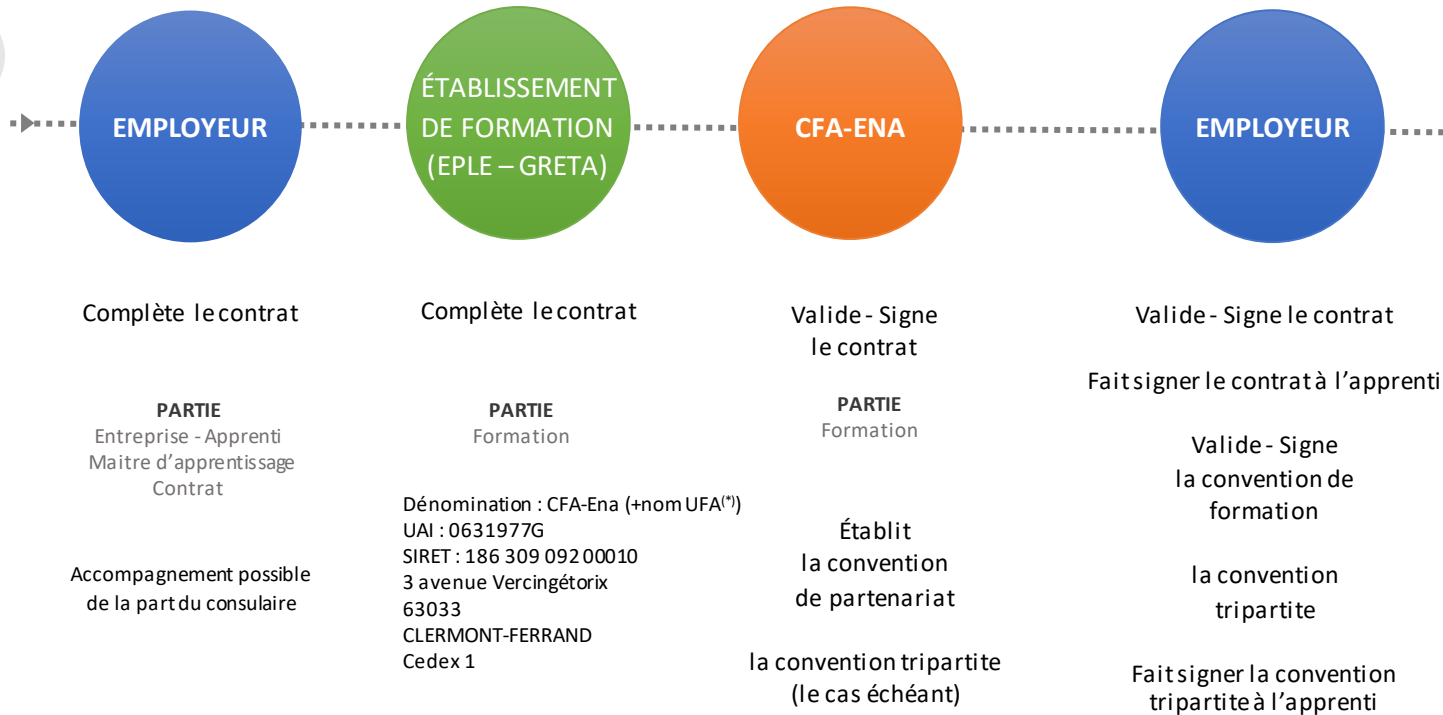 EMPLOYEUR
Complète le contrat
PARTIE
Entreprise - Apprenti
Maitre d'apprentissage
Contrat
Accompagnement possible
de la part du consulaire
ÉTABLISSEMENT
DE FORMATION
(EPLE – GRETA)
Complète le contrat
PARTIE
Formation
Dénomination : CFA-Ena (+nom UFA(*))
UAI : 0631977G
SIRET : 186 309 092 00010
3 avenue Vercingétorix
63033
CLERMONT-FERRAND
Cedex 1
CFA-ENA
Valide - Signe
le contrat
PARTIE
Formation
Établit
la convention
de partenariat
la convention tripartite
(le cas échéant)
EMPLOYEUR
Valide - Signe le contrat
Fait signer le contrat à l’apprenti
Valide - Signe
la convention de
formation
la convention
tripartite
Fait signer la convention
tripartite à l’apprenti